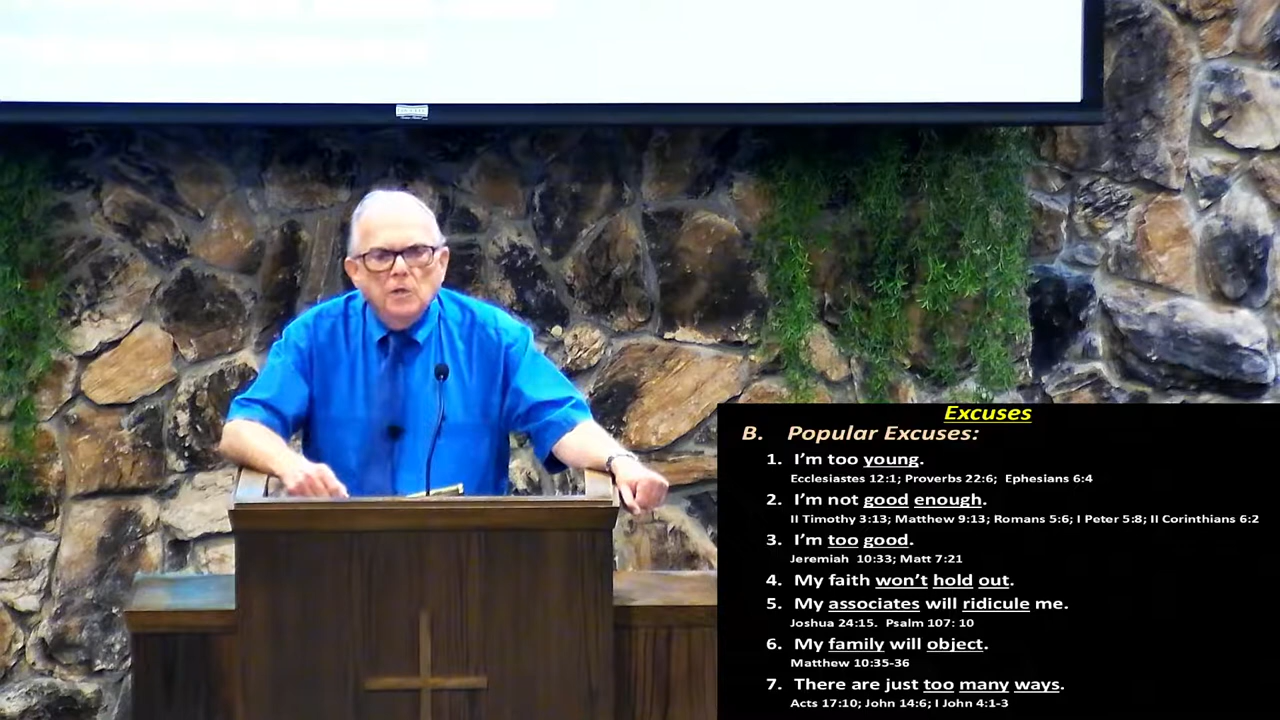 Excuses
B. Popular Excuses:
1. I'm too young.
Ecclesiastes 12:1; Proverbs 22:6; Ephesians 6:4
2. I'm not good enough.
II Timothy 3:13; Matthew 9:13; Romans 5:6; I Peter 5:8; II Corinthians 6:2
3. I'm too good.
Jeremiah 10:33; Matt 7:21
4. My faith won't hold out.
5. My associates will ridicule me.
Joshua 24:15. Psalm 107: 10
6. My family will object.
Matthew 10:35-36
7. There are just too many ways.
Acts 17:10; John 14:6; I John 4:1-3